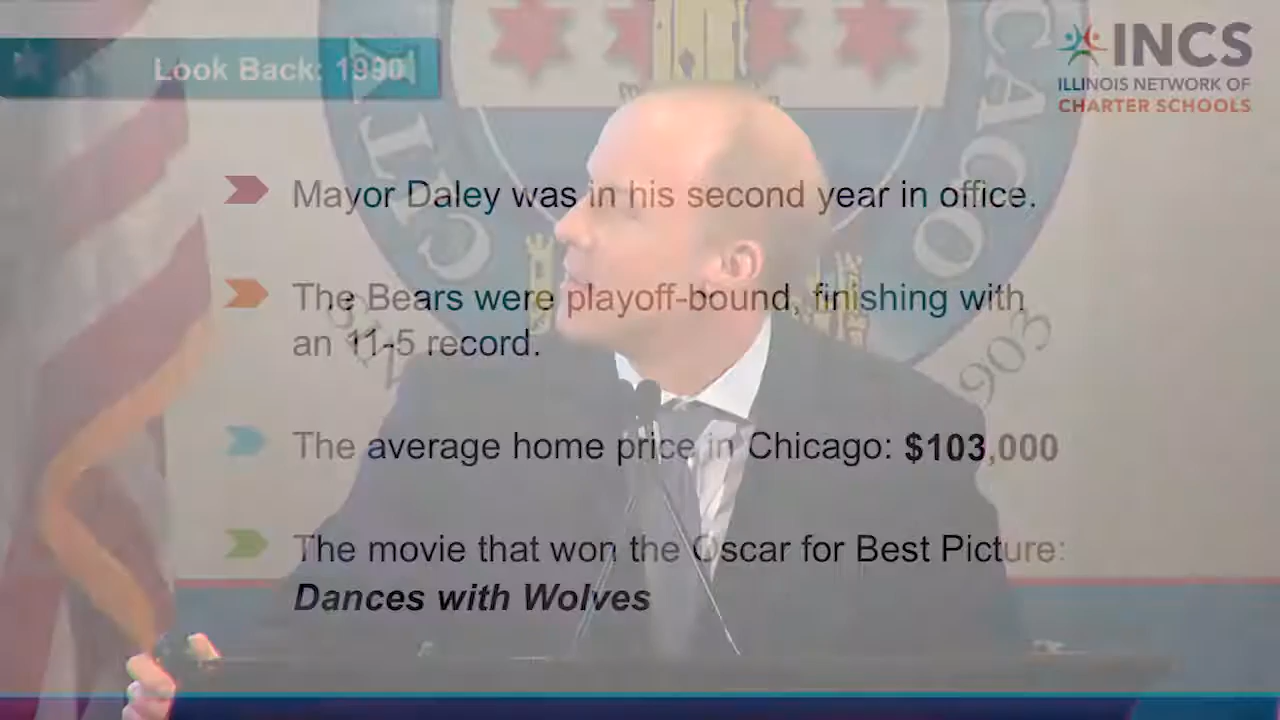 Look Back: 1990
INCS
ILLINOIS NETWORK OF
CHARTER SCHOOLS
Mayor Daley was in his second year in office.
The Bears were playoff-bound, finishing with
an 11-5 record.
The average home price in Chicago: $103,000
The movie that won the Oscar for Best Picture:
Dances with Wolves